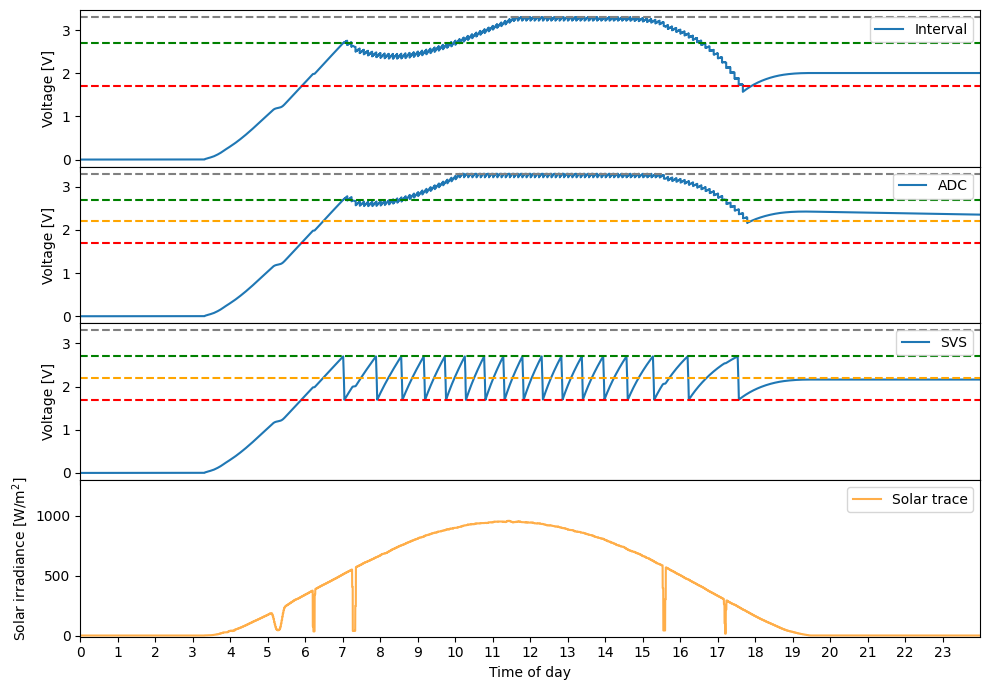 3
2
1
0
Voltage [V]
Interval
3
2
1
0
Voltage [V]
ADC
3
2
1
0
Voltage [V]
SVS
1000
500
0
Solar irradiance [W/m²]
Solar trace
0 1 2 3 4 5 6 7 8 9 10 11 12 13 14 15 16 17 18 19 20 21 22 23
Time of day